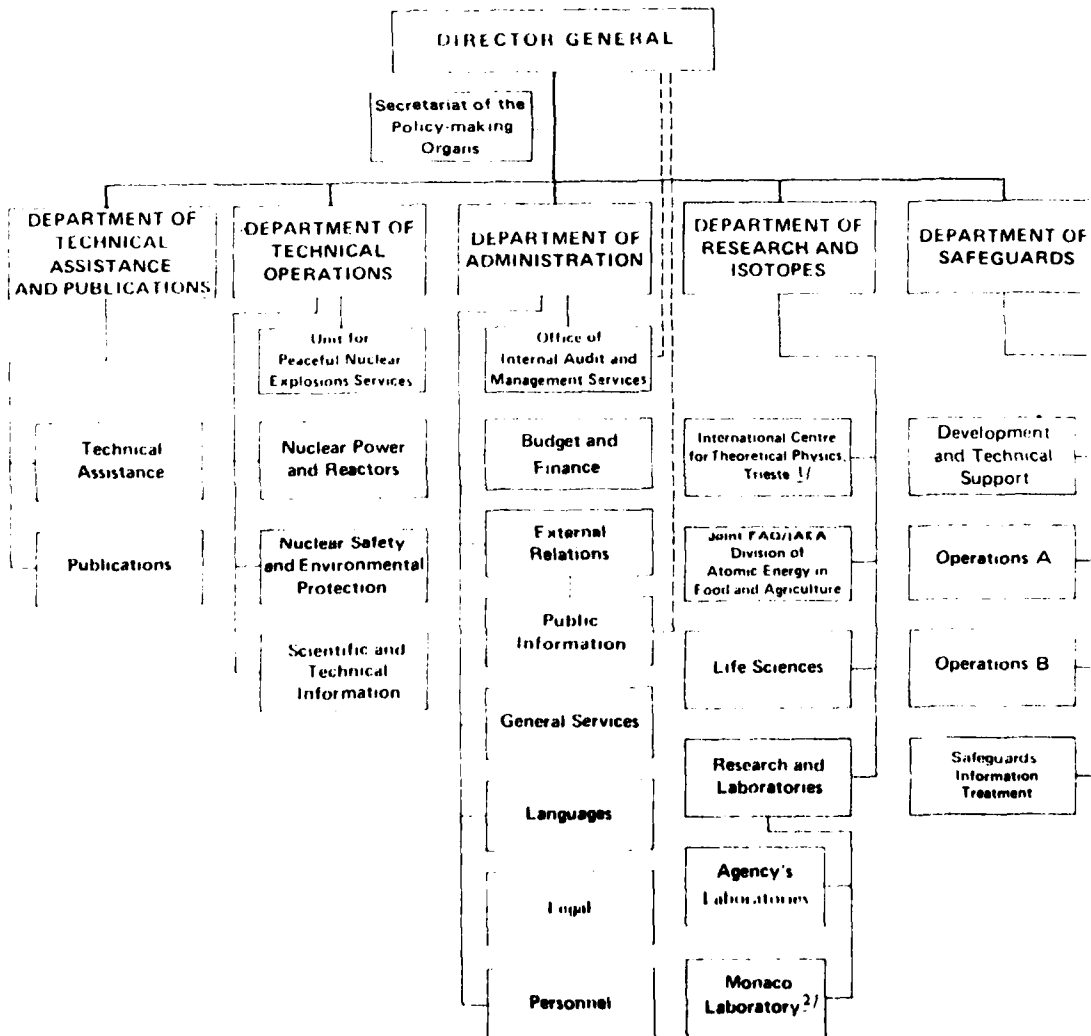 DIRECTOR GENERAL
Secretariat of the
Policy-making
Organs
DEPARTMENT OF
TECHNICAL
ASSISTANCE
AND PUBLICATIONS
DEPARTMENT OF
TECHNICAL
OPERATIONS
DEPARTMENT OF
ADMINISTRATION
DEPARTMENT OF
RESEARCH AND
ISOTOPES
DEPARTMENT OF
SAFEGUARDS
Technical
Assistance
Publications
Unit for
Peaceful Nuclear
Explosions Services
Nuclear Power
and Reactors
Nuclear Safety
and Environmental
Protection
Scientific and
Technical
Information
Office of
Internal Audit and
Management Services
Budget and
Finance
External
Relations
Public
Information
General Services
Languages
Legal
Personnel
International Centre
for Theoretical Physics,
Trieste 1/
Joint FAO/IAEA
Division of
Atomic Energy in
Food and Agriculture
Life Sciences
Research and
Laboratories
Agency's
Laboratories
Monaco
Laboratory 2/
Development
and Technical
Support
Operations A
Operations B
Safeguards
Information
Treatment